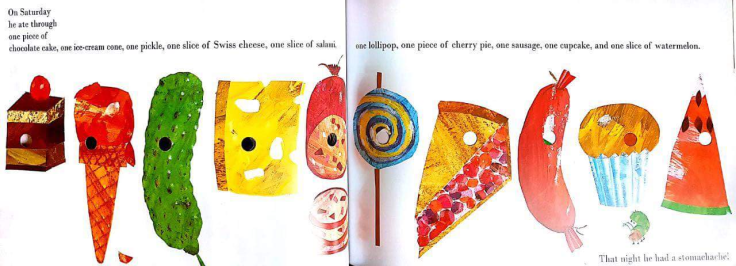 On Saturday
he ate through
one piece of
chocolate cake, one ice-cream cone, one pickle, one slice of Swiss cheese, one slice of salami,
one lollipop, one piece of cherry pie, one sausage, one cupcake, and one slice of watermelon.
That night he had a stomachache!